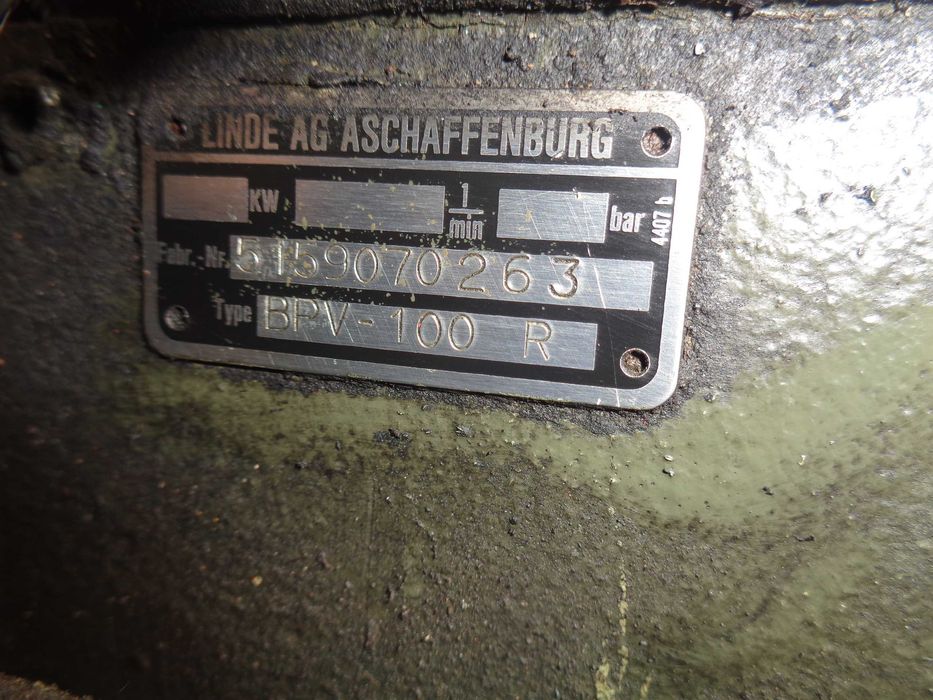 LINDE AG ASCHAFFENBURG
kW 1/min bar
Fabr.-Nr. 5159070263
Type BPV-100 R
4407 b